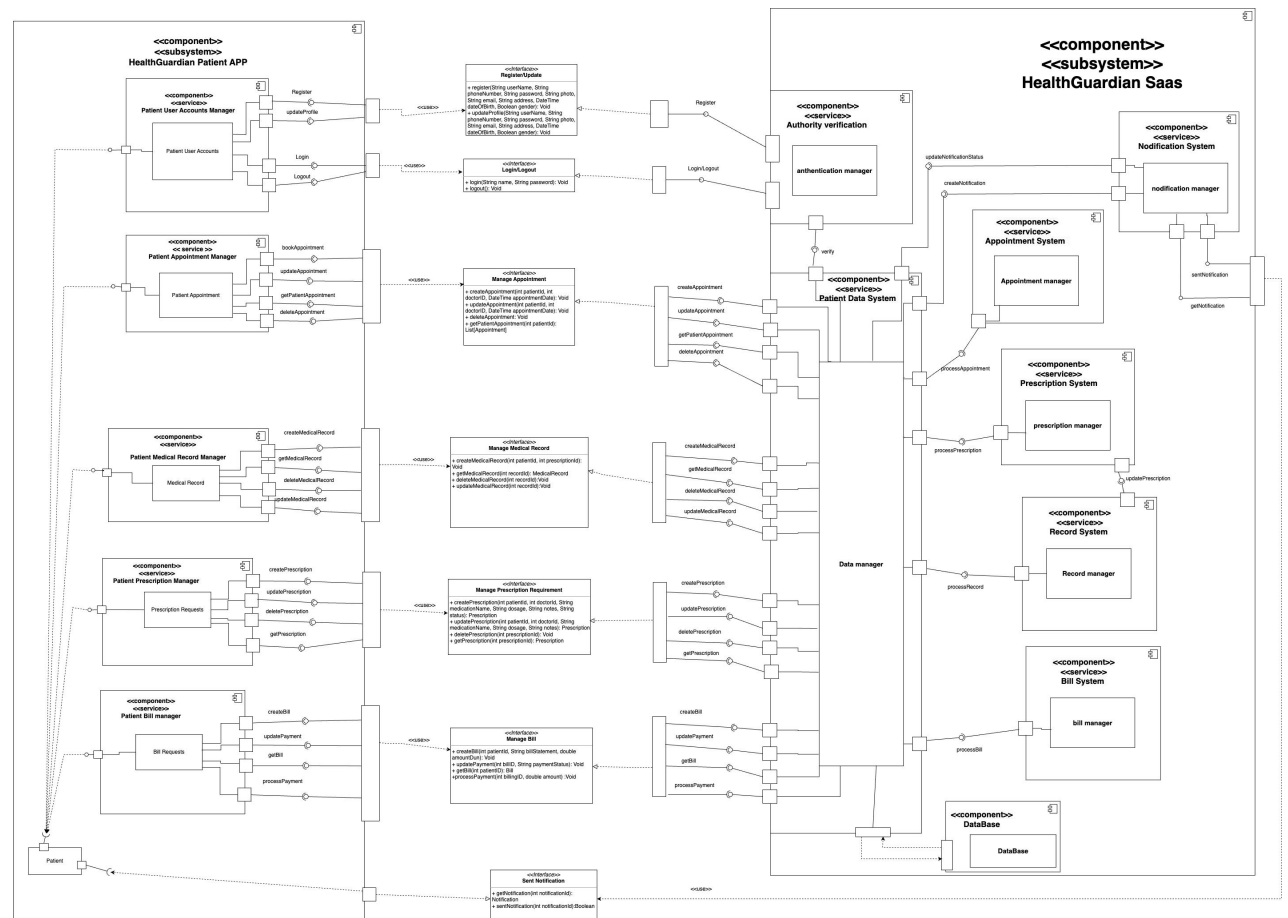 <<component>>
<<subsystem>>
HealthGuardian Patient APP
<<component>>
<<service>>
Patient User Accounts Manager
Patient User Accounts
Register
updateProfile
Login
Logout
<<component>>
<< service >>
Patient Appointment Manager
Patient Appointment
bookAppointment
updateAppointment
getPatientAppointment
deleteAppointment
<<component>>
<<service>>
Patient Medical Record Manager
Medical Record
createMedicalRecord
getMedicalRecord
deleteMedicalRecord
updateMedicalRecord
<<component>>
<<service>>
Patient Prescription Manager
Prescription Requests
createPrescription
updatePrescription
deletePrescription
getPrescription
<<component>>
<<service>>
Patient Bill manager
Bill Requests
createBill
updatePayment
getBill
processPayment
Patient
<<use>>
<<use>>
<<use>>
<<use>>
<<use>>
<<use>>
<<use>>
<<Interface>>
Register/Update
+ register(String userName, String
phoneNumber, String password, String photo,
String email, String address, DateTime
dateOfBirth, Boolean gender): Void
+ updateProfile(String userName, String
phoneNumber, String password, String photo,
String email, String address, DateTime
dateOfBirth, Boolean gender): Void
<<Interface>>
Login/Logout
+ login(String name, String password): Void
+ logout(): Void
<<Interface>>
Manage Appointment
+ createAppointment(int patientId, int
doctorID, DateTime appointmentDate): Void
+ updateAppointment(int patientId, int
doctorID, DateTime appointmentDate): Void
+ deleteAppointment: Void
+ getPatientAppointment(int patientId):
List[Appointment]
<<Interface>>
Manage Medical Record
+ createMedicalRecord(int patientId, int prescriptionId):
Void
+ getMedicalRecord(int recordId): MedicalRecord
+ deleteMedicalRecord(int recordId):Void
+ updateMedicalRecord(int recordId):Void
<<Interface>>
Manage Prescription Requirement
+ createPrescription(int patientId, int doctorId, String
medicationName, String dosage, String notes, String
status): Prescription
+ updatePrescription(int patientId, int doctorId, String
medicationName, String dosage, String notes): Prescription
+ deletePrescription(int prescriptionId): Void
+ getPrescription(int prescriptionId): Prescription
<<Interface>>
Manage Bill
+ createBill(int patientId, String billStatement, double
amountDun): Void
+ updatePayment(int billID, String paymentStatus): Void
+ getBill(int patientID): Bill
+processPayment(int billingID, double amount) :Void
<<Interface>>
Sent Notification
+ getNotification(int notificationId):
Notification
+ sentNotification(int notificationId):Boolean
Register
Login/Logout
createAppointment
updateAppointment
getPatientAppointment
deleteAppointment
createMedicalRecord
getMedicalRecord
deleteMedicalRecord
updateMedicalRecord
createPrescription
updatePrescription
deletePrescription
getPrescription
createBill
updatePayment
getBill
processPayment
<<component>>
<<subsystem>>
HealthGuardian Saas
<<component>>
<<service>>
Authority verification
anthentication manager
verify
<<component>>
<<service>>
Patient Data System
Data manager
updateNotificationStatus
createNotification
<<component>>
<<service>>
Nodification System
nodification manager
sentNotification
getNotification
<<component>>
<<service>>
Appointment System
Appointment manager
processAppointment
<<component>>
<<service>>
Prescription System
prescription manager
processPrescription
updatePrescription
<<component>>
<<service>>
Record System
Record manager
processRecord
<<component>>
<<service>>
Bill System
bill manager
processBill
<<component>>
DataBase
DataBase